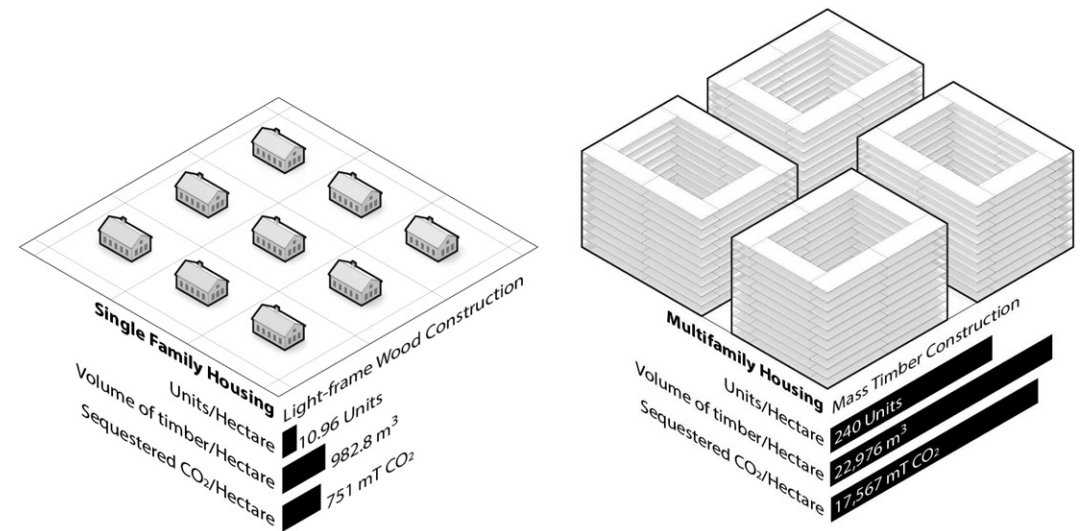 Single Family Housing
Light-frame Wood Construction
Units/Hectare
10.96 Units
Volume of timber/Hectare
982.8 m³
Sequestered CO₂/Hectare
751 mT CO₂
Multifamily Housing
Mass Timber Construction
Units/Hectare
240 Units
Volume of timber/Hectare
22,976 m³
Sequestered CO₂/Hectare
17,567 mT CO₂